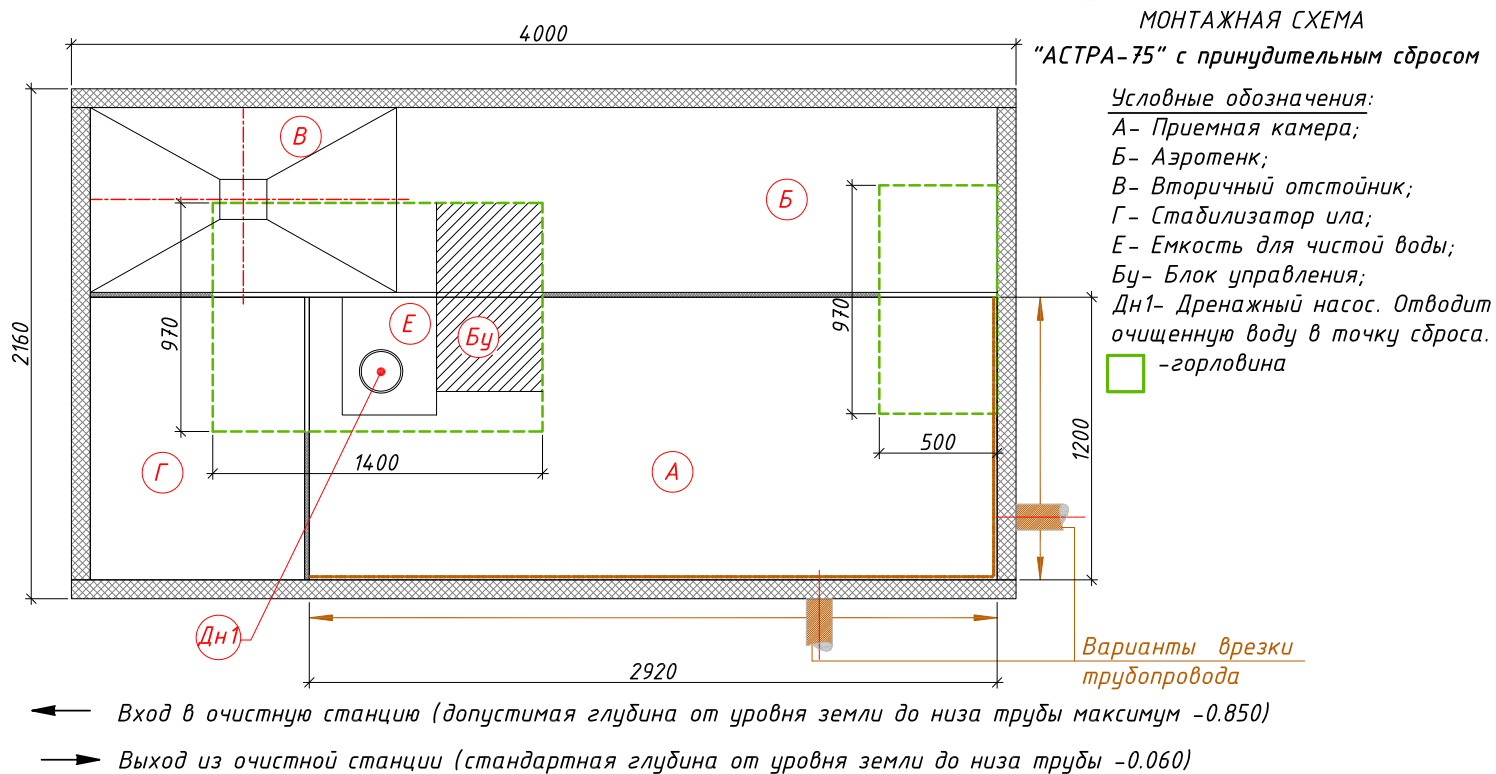 МОНТАЖНАЯ СХЕМА
"АСТРА-75" с принудительным сбросом
Условные обозначения:
А- Приемная камера;
Б- Аэротенк;
В- Вторичный отстойник;
Г- Стабилизатор ила;
Е- Емкость для чистой воды;
Бу- Блок управления;
Дн1- Дренажный насос. Отводит
очищенную воду в точку сброса.
-горловина
4000
2160
В
Б
970
Е
Бу
970
1200
500
1400
Г
А
Дн1
2920
Варианты врезки
трубопровода
Вход в очистную станцию (допустимая глубина от уровня земли до низа трубы максимум -0.850)
Выход из очистной станции (стандартная глубина от уровня земли до низа трубы -0.060)